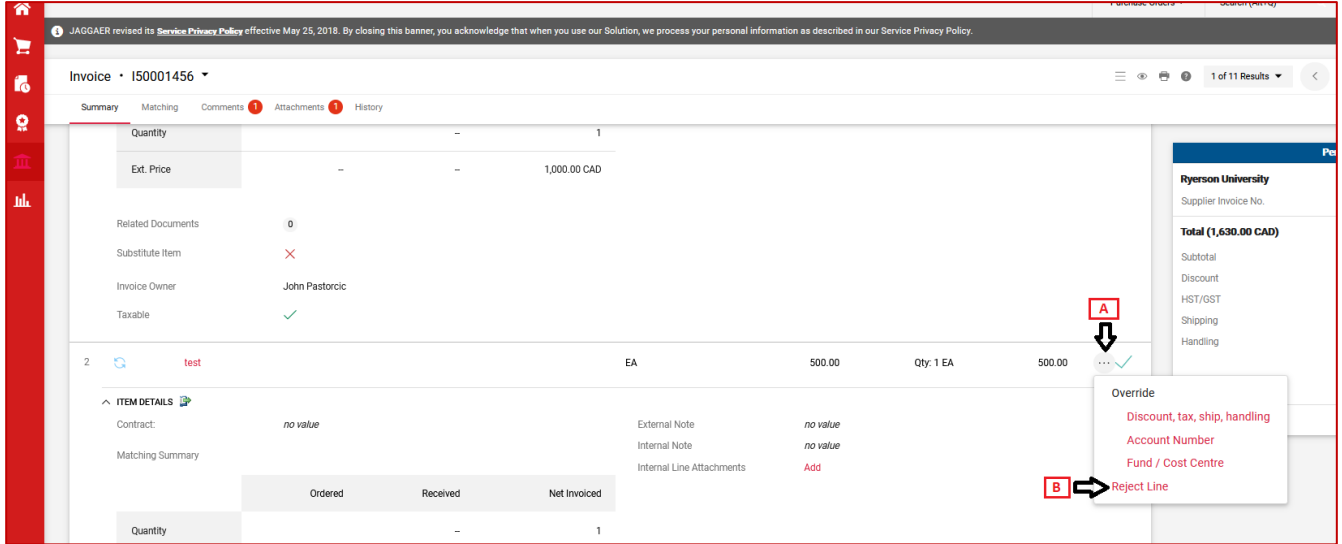 Purchase Orders Search (Alt+Q)
JAGGAER revised its Service Privacy Policy effective May 25, 2018. By closing this banner, you acknowledge that when you use our Solution, we process your personal information as described in our Service Privacy Policy.
Invoice · I50001456
1 of 11 Results
Summary Matching Comments 1 Attachments 1 History
Quantity – 1
Ext. Price – – 1,000.00 CAD
Related Documents 0
Substitute Item
Invoice Owner John Pastorcic
Taxable
2 test EA 500.00 Qty: 1 EA 500.00 ...
ITEM DETAILS
Contract: no value
Matching Summary
Ordered Received Net Invoiced
Quantity – 1
External Note no value
Internal Note no value
Internal Line Attachments Add
A
Override
Discount, tax, ship, handling
Account Number
Fund / Cost Centre
B
Reject Line
Ryerson University
Supplier Invoice No.
Total (1,630.00 CAD)
Subtotal
Discount
HST/GST
Shipping
Handling